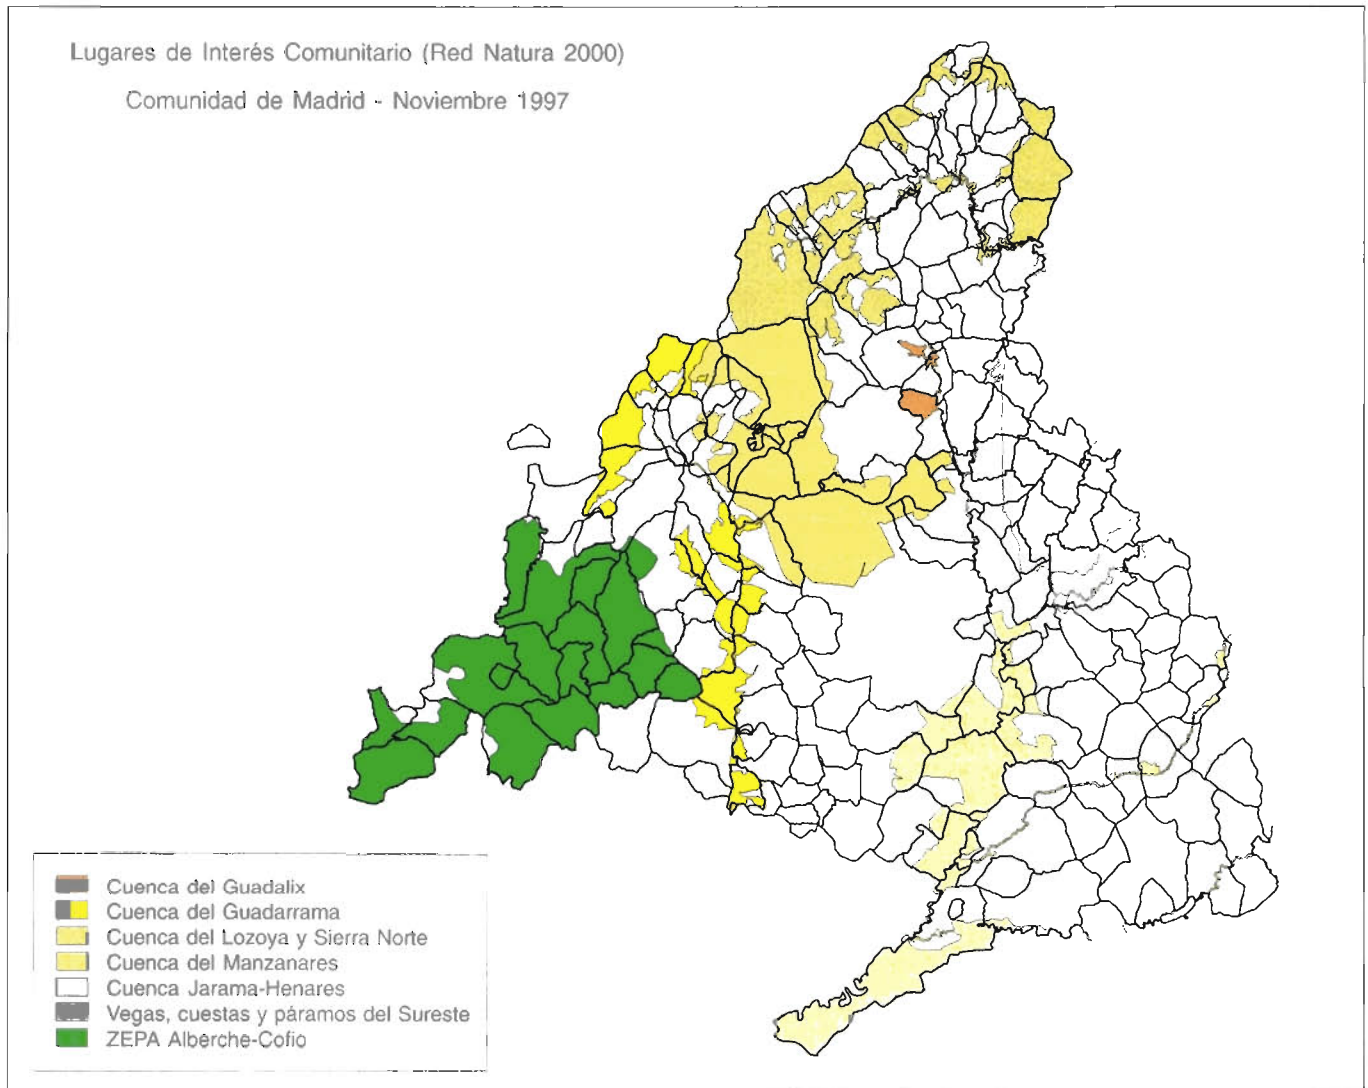 Lugares de Interés Comunitario (Red Natura 2000)
Comunidad de Madrid - Noviembre 1997
Cuenca del Guadalix
Cuenca del Guadarrama
Cuenca del Lozoya y Sierra Norte
Cuenca del Manzanares
Cuenca Jarama-Henares
Vegas, cuestas y páramos del Sureste
ZEPA Alberche-Cofio